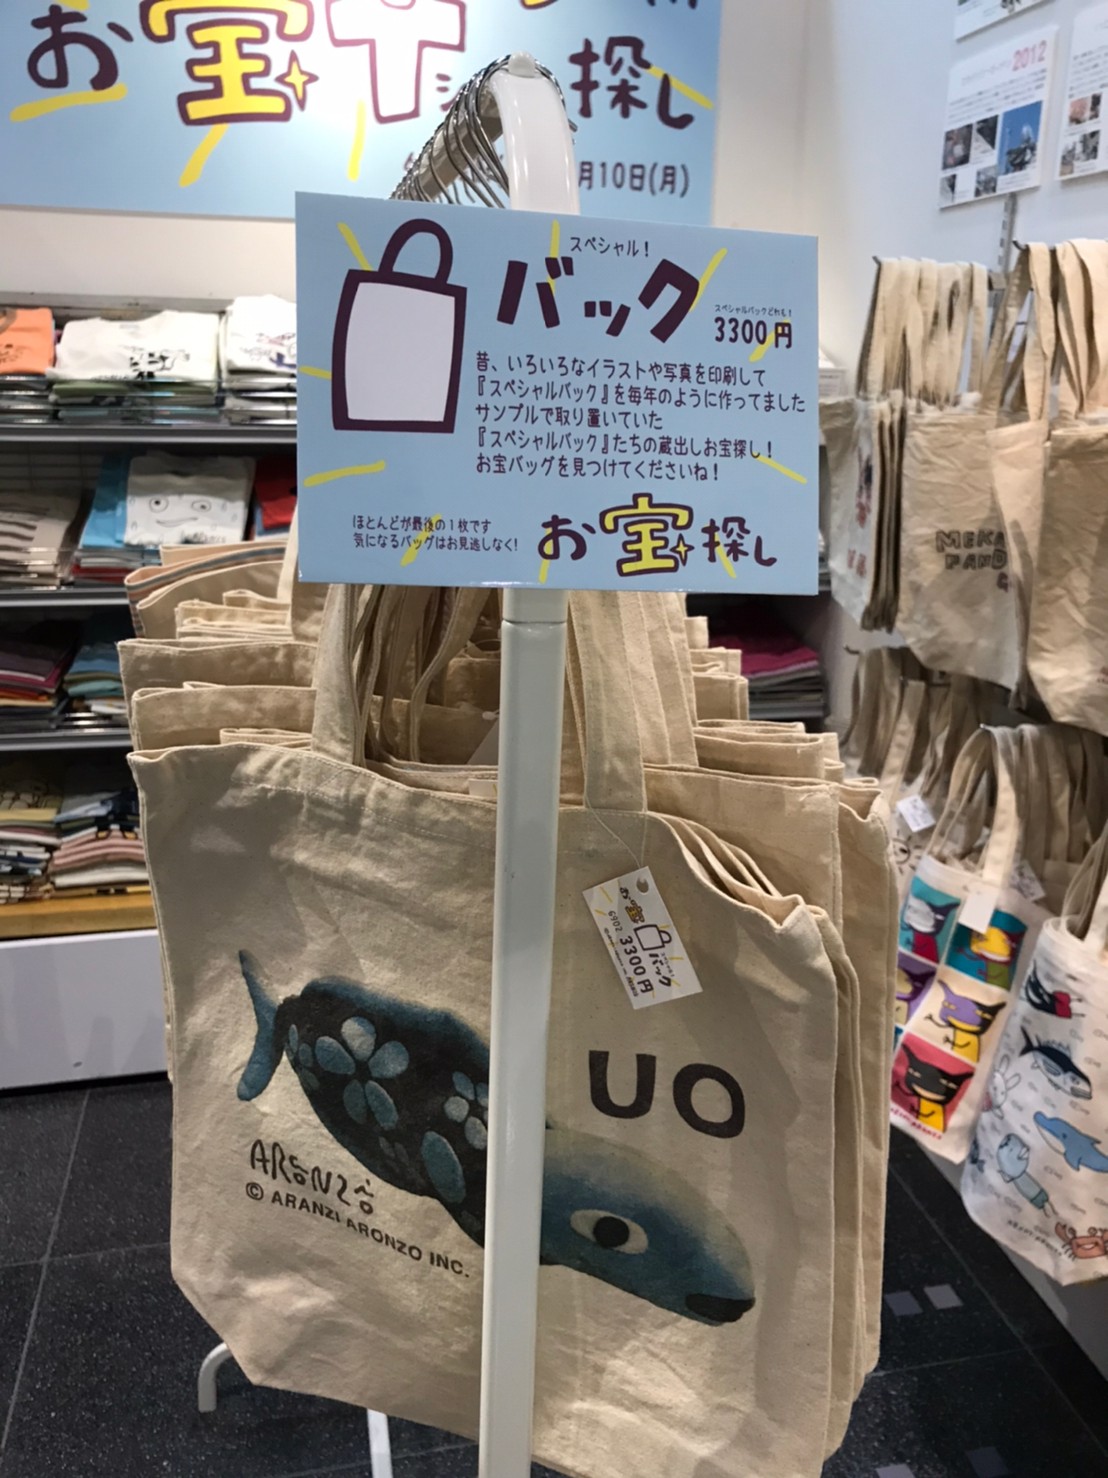 お宝
探し
月10日(月)
2012
スペシャル!
バック
スペシャルバックどれも!
3300円
昔、いろいろなイラストや写真を印刷して
『スペシャルバック』を毎年のように作ってました
サンプルで取り置いていた
『スペシャルバック』たちの蔵出しお宝探し!
お宝バッグを見つけてくださいね!
ほとんどが最後の1枚です
気になるバッグはお見逃しなく!
お宝探し
お宝
バック
6902
3300円
UO
ARONZO
© ARANZI ARONZO INC.